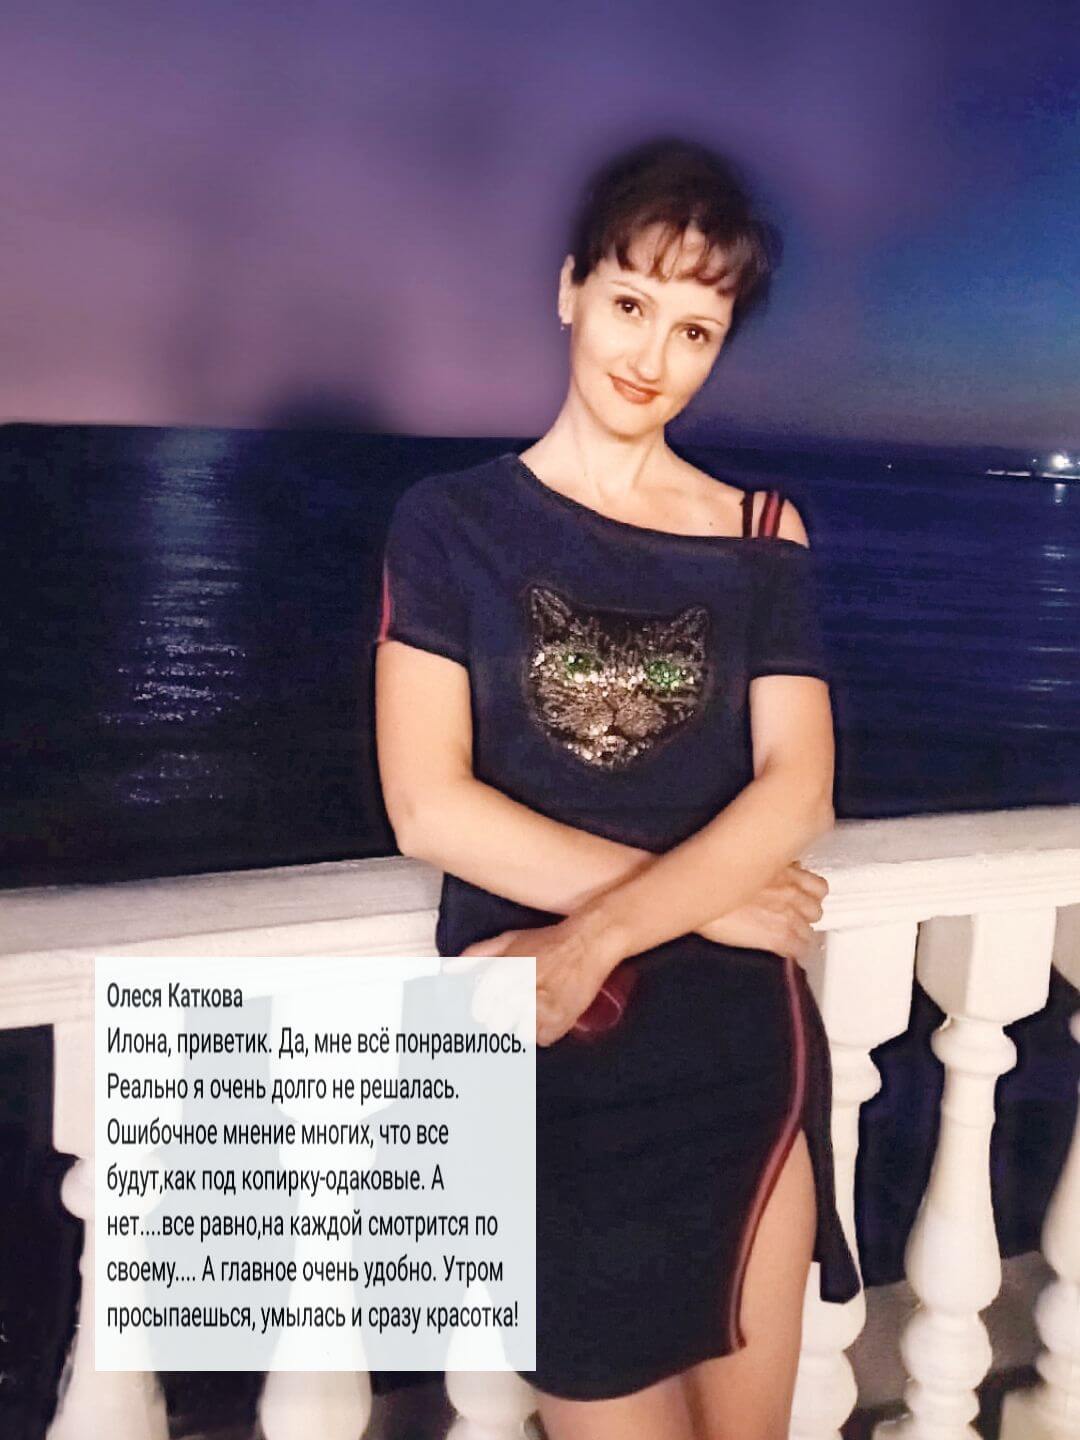 Олеся Каткова
Илона, приветик. Да, мне всё понравилось.
Реально я очень долго не решалась.
Ошибочное мнение многих, что все
будут,как под копирку-одаковые. А
нет....все равно,на каждой смотрится по
своему.... А главное очень удобно. Утром
просыпаешься, умылась и сразу красотка!